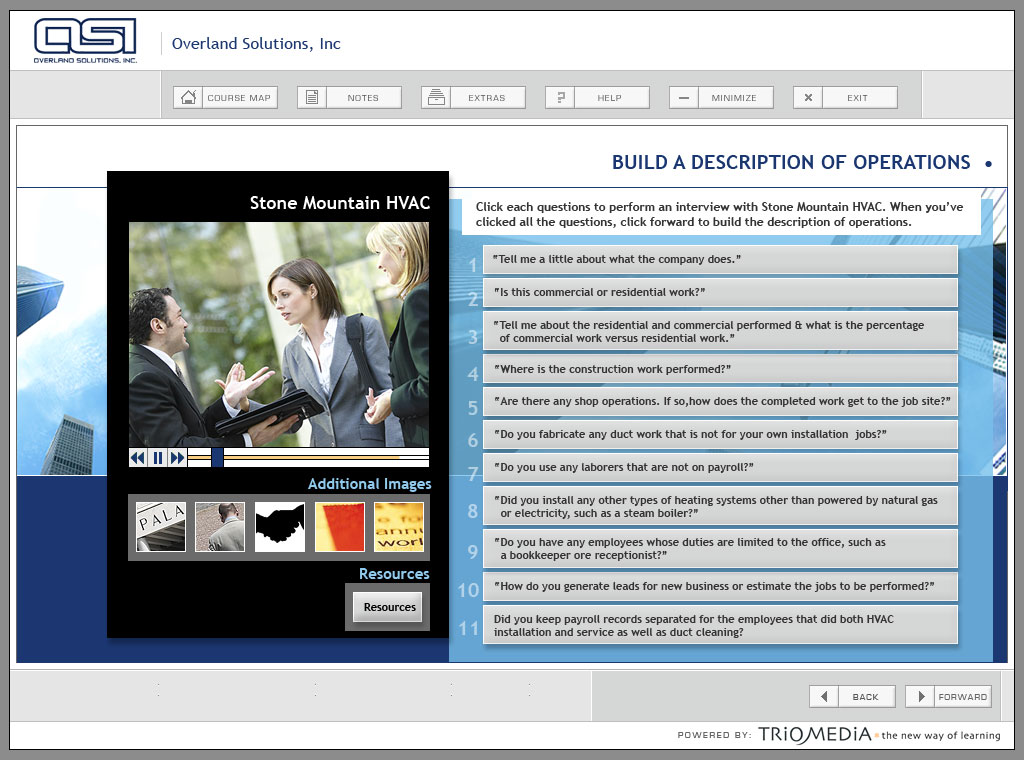 OSI
OVERLAND SOLUTIONS, INC.
Overland Solutions, Inc
COURSE MAP
NOTES
EXTRAS
HELP
MINIMIZE
EXIT
BUILD A DESCRIPTION OF OPERATIONS
Stone Mountain HVAC
Click each questions to perform an interview with Stone Mountain HVAC. When you've
clicked all the questions, click forward to build the description of operations.
1 "Tell me a little about what the company does."
2 "Is this commercial or residential work?"
3 "Tell me about the residential and commercial performed & what is the percentage
of commercial work versus residential work."
4 "Where is the construction work performed?"
5 "Are there any shop operations. If so,how does the completed work get to the job site?"
6 "Do you fabricate any duct work that is not for your own installation jobs?"
7 "Do you use any laborers that are not on payroll?"
8 "Did you install any other types of heating systems other than powered by natural gas
or electricity, such as a steam boiler?"
9 "Do you have any employees whose duties are limited to the office, such as
a bookkeeper ore receptionist?"
10 "How do you generate leads for new business or estimate the jobs to be performed?"
11 Did you keep payroll records separated for the employees that did both HVAC
installation and service as well as duct cleaning?
Additional Images
PALA
Resources
Resources
BACK
FORWARD
POWERED BY: TRIOMEDIA the new way of learning